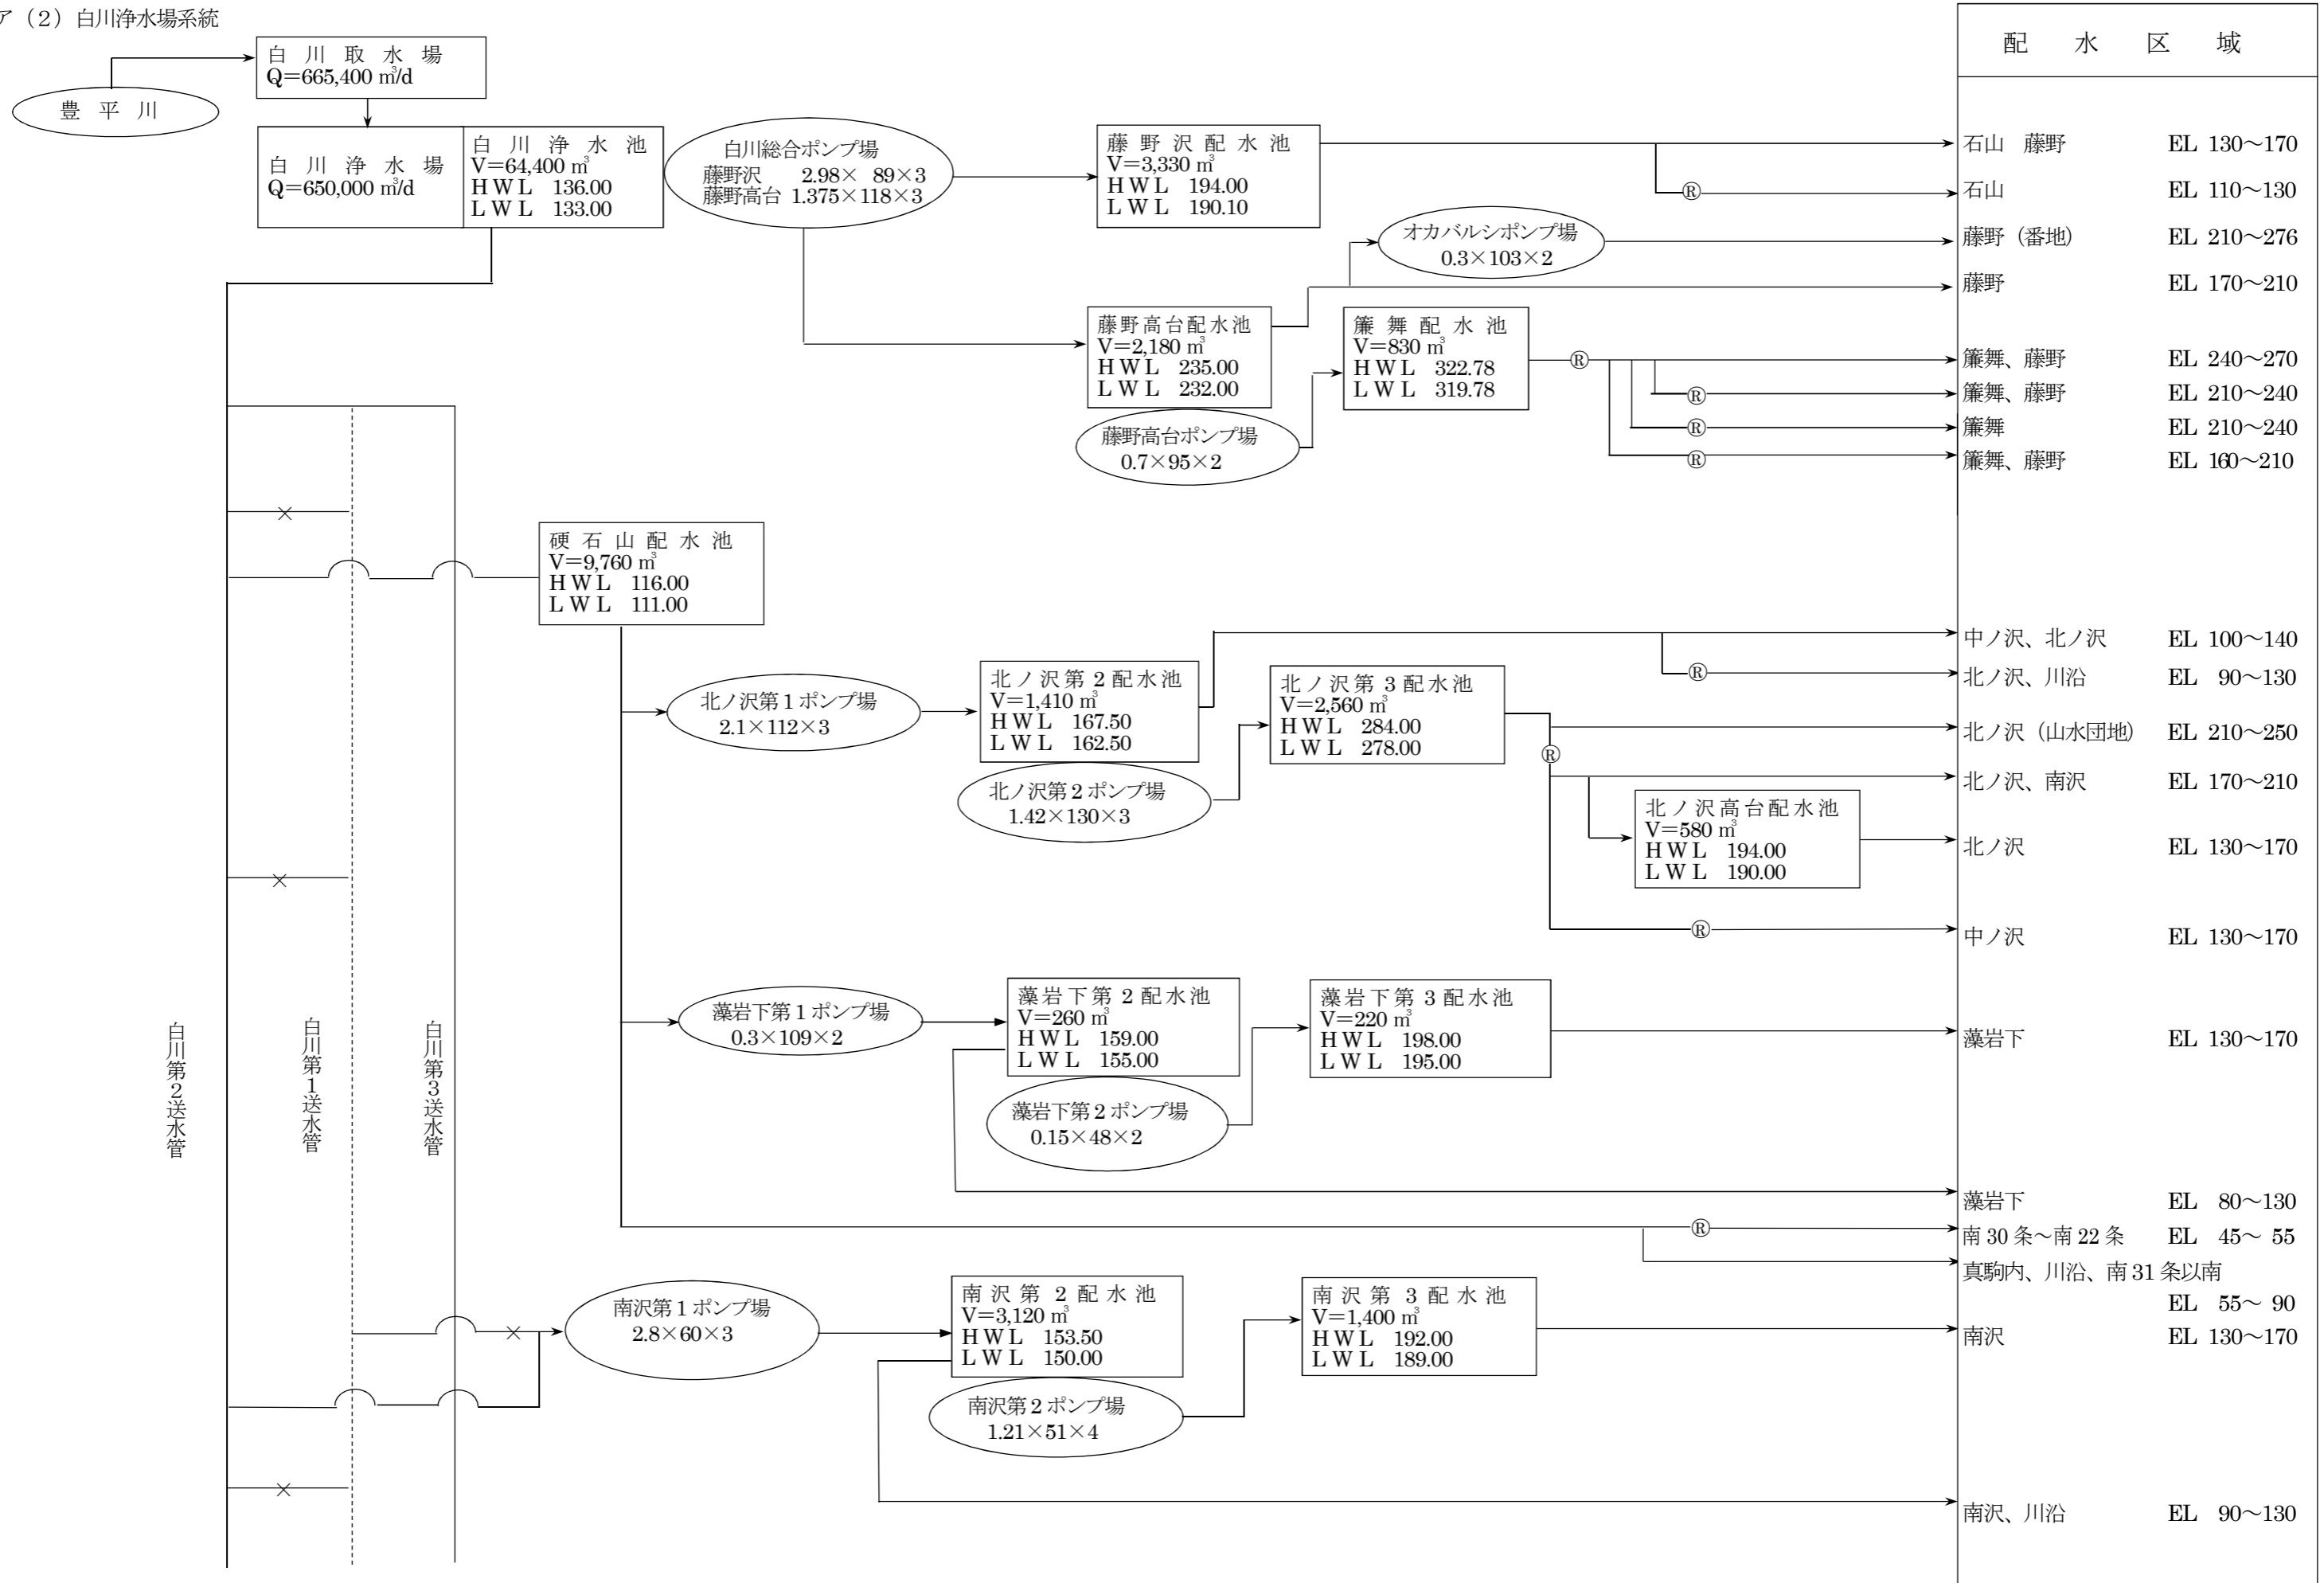 ア（2）白川浄水場系統
配水区域
豊平川
白川取水場
Q=665,400 ㎥/d
白川浄水場
Q=650,000 ㎥/d
白川浄水池
V=64,400 ㎥
HWL 136.00
LWL 133.00
白川総合ポンプ場
藤野沢 2.98× 89×3
藤野高台 1.375×118×3
藤野沢配水池
V=3,330 ㎥
HWL 194.00
LWL 190.10
石山 藤野 EL 130～170
Ⓡ
石山 EL 110～130
オカバルシポンプ場
0.3×103×2
藤野（番地） EL 210～276
藤野 EL 170～210
藤野高台配水池
V=2,180 ㎥
HWL 235.00
LWL 232.00
藤野高台ポンプ場
0.7×95×2
簾舞配水池
V=830 ㎥
HWL 322.78
LWL 319.78
Ⓡ
簾舞、藤野 EL 240～270
Ⓡ
簾舞、藤野 EL 210～240
Ⓡ
簾舞 EL 210～240
Ⓡ
簾舞、藤野 EL 160～210
硬石山配水池
V=9,760 ㎥
HWL 116.00
LWL 111.00
北ノ沢第1ポンプ場
2.1×112×3
北ノ沢第2配水池
V=1,410 ㎥
HWL 167.50
LWL 162.50
北ノ沢第2ポンプ場
1.42×130×3
北ノ沢第3配水池
V=2,560 ㎥
HWL 284.00
LWL 278.00
中ノ沢、北ノ沢 EL 100～140
Ⓡ
北ノ沢、川沿 EL 90～130
北ノ沢（山水団地） EL 210～250
Ⓡ
北ノ沢、南沢 EL 170～210
北ノ沢高台配水池
V=580 ㎥
HWL 194.00
LWL 190.00
北ノ沢 EL 130～170
Ⓡ
中ノ沢 EL 130～170
藻岩下第1ポンプ場
0.3×109×2
藻岩下第2配水池
V=260 ㎥
HWL 159.00
LWL 155.00
藻岩下第2ポンプ場
0.15×48×2
藻岩下第3配水池
V=220 ㎥
HWL 198.00
LWL 195.00
藻岩下 EL 130～170
藻岩下 EL 80～130
Ⓡ
南30条～南22条 EL 45～ 55
真駒内、川沿、南31条以南
EL 55～ 90
白川第2送水管
白川第1送水管
白川第3送水管
南沢第1ポンプ場
2.8×60×3
南沢第2配水池
V=3,120 ㎥
HWL 153.50
LWL 150.00
南沢第2ポンプ場
1.21×51×4
南沢第3配水池
V=1,400 ㎥
HWL 192.00
LWL 189.00
南沢 EL 130～170
南沢、川沿 EL 90～130